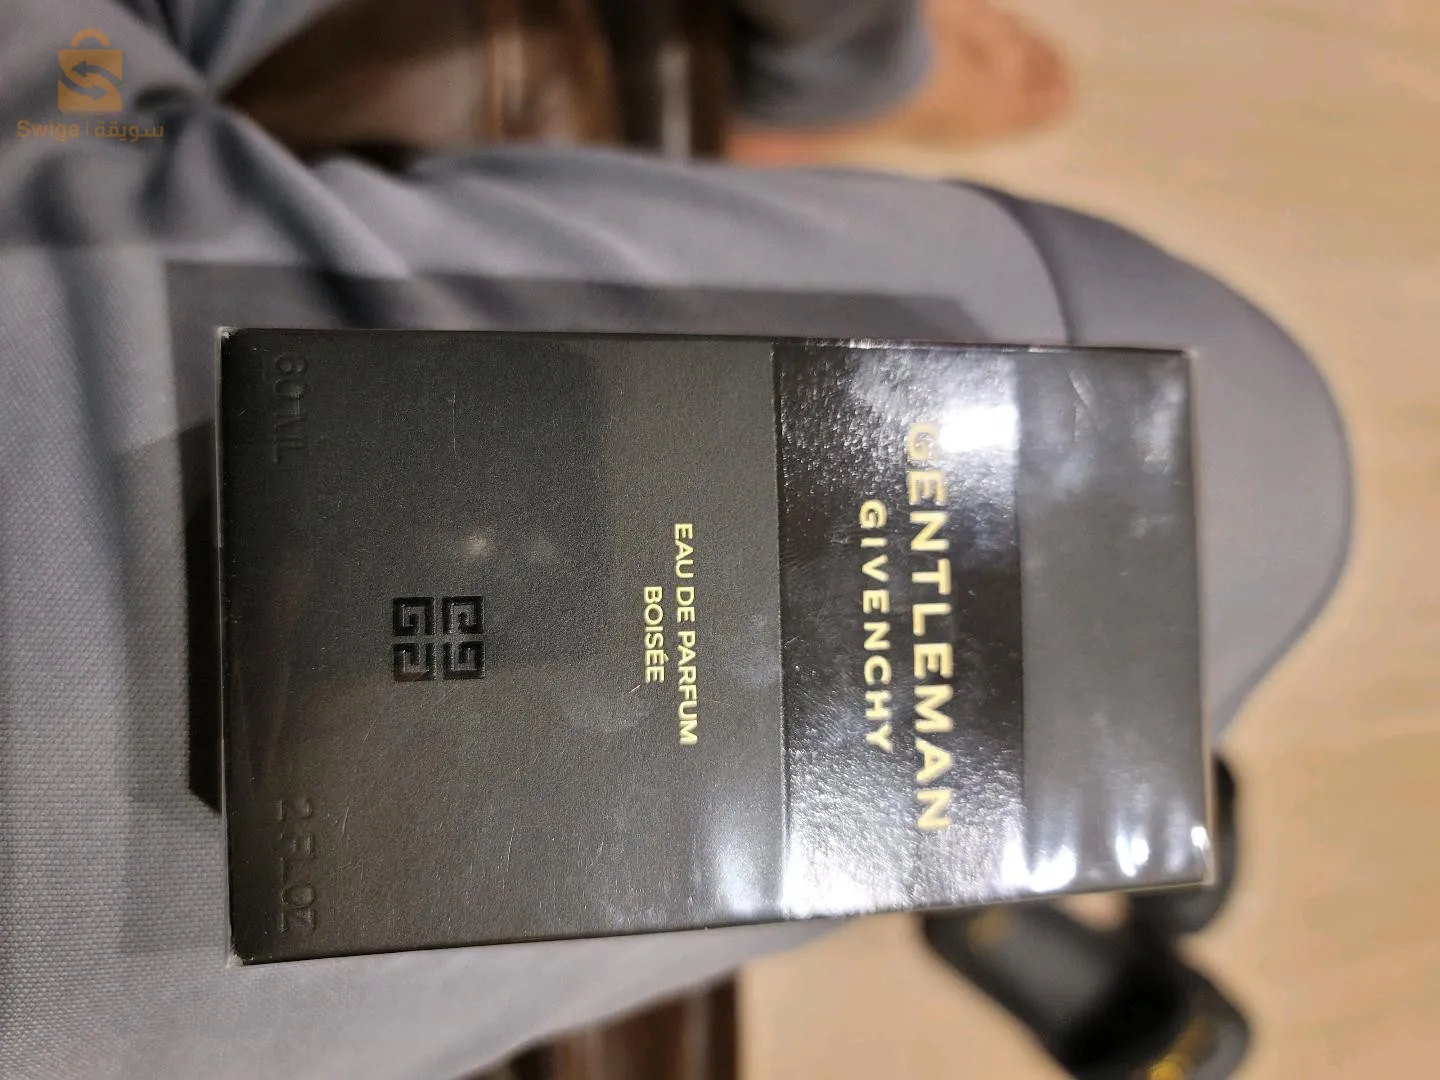 Swiga | سويقة
GENTLEMAN
GIVENCHY
EAU DE PARFUM
BOISÉE
60 ML 2 FL.OZ